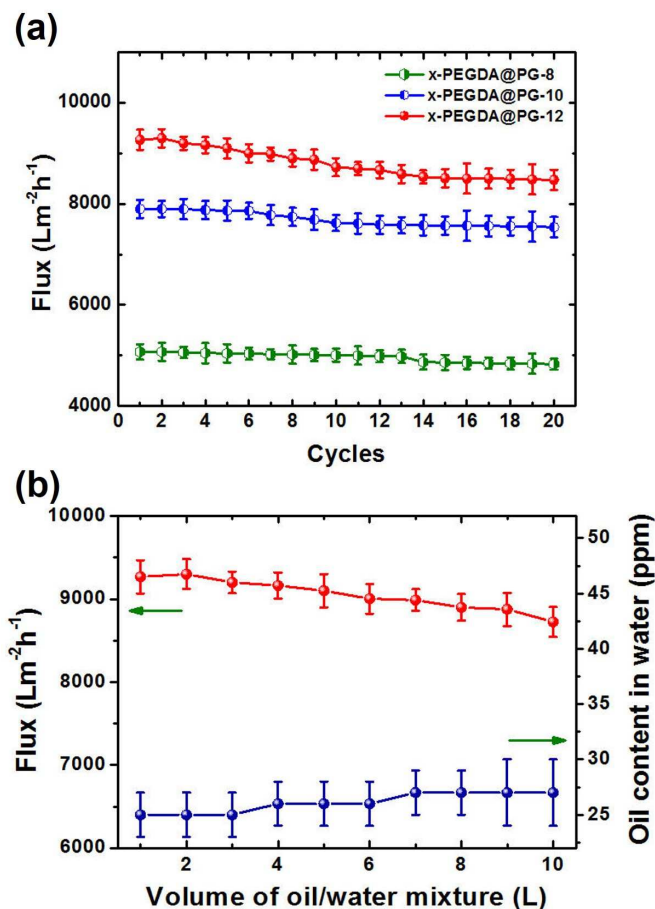 (a)
x-PEGDA@PG-8
x-PEGDA@PG-10
x-PEGDA@PG-12
10000
8000
6000
4000
Flux (Lm⁻²h⁻¹)
0 2 4 6 8 10 12 14 16 18 20
Cycles
(b)
10000
9000
8000
7000
6000
Flux (Lm⁻²h⁻¹)
50
45
40
35
30
25
Oil content in water (ppm)
2 4 6 8 10
Volume of oil/water mixture (L)